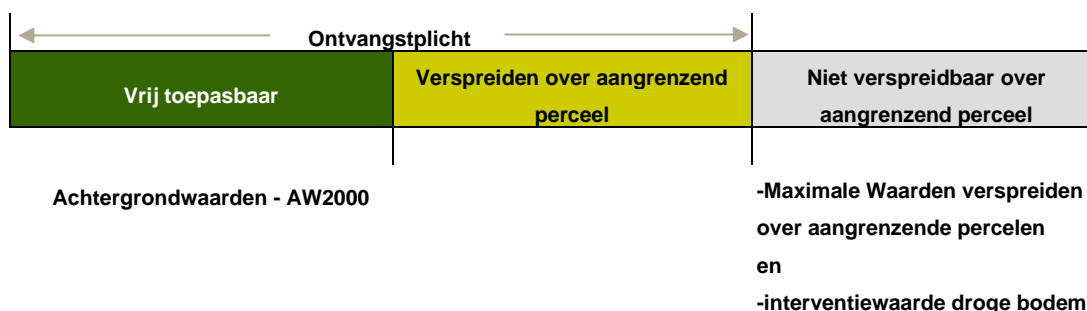 Ontvangstplicht
Vrij toepasbaar
Verspreiden over aangrenzend
perceel
Niet verspreidbaar over
aangrenzend perceel
Achtergrondwaarden - AW2000
-Maximale Waarden verspreiden
over aangrenzende percelen
en
-interventiewaarde droge bodem